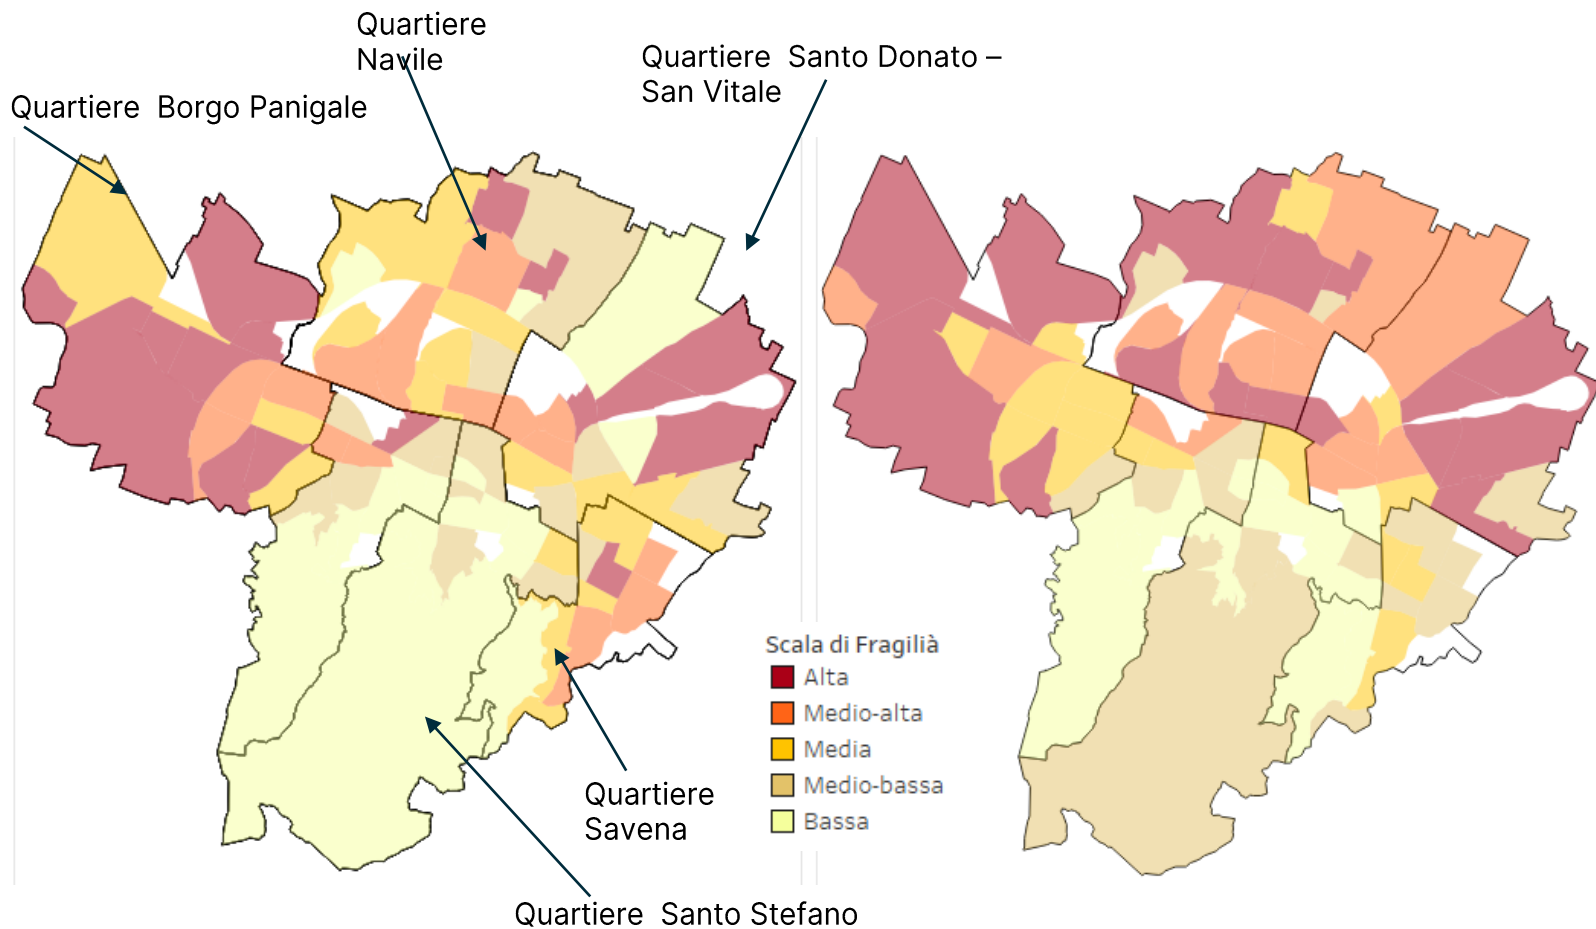 Quartiere
Navile
Quartiere Santo Donato –
San Vitale
Quartiere Borgo Panigale
Scala di Fragilià
Alta
Medio-alta
Media
Medio-bassa
Bassa
Quartiere
Savena
Quartiere Santo Stefano